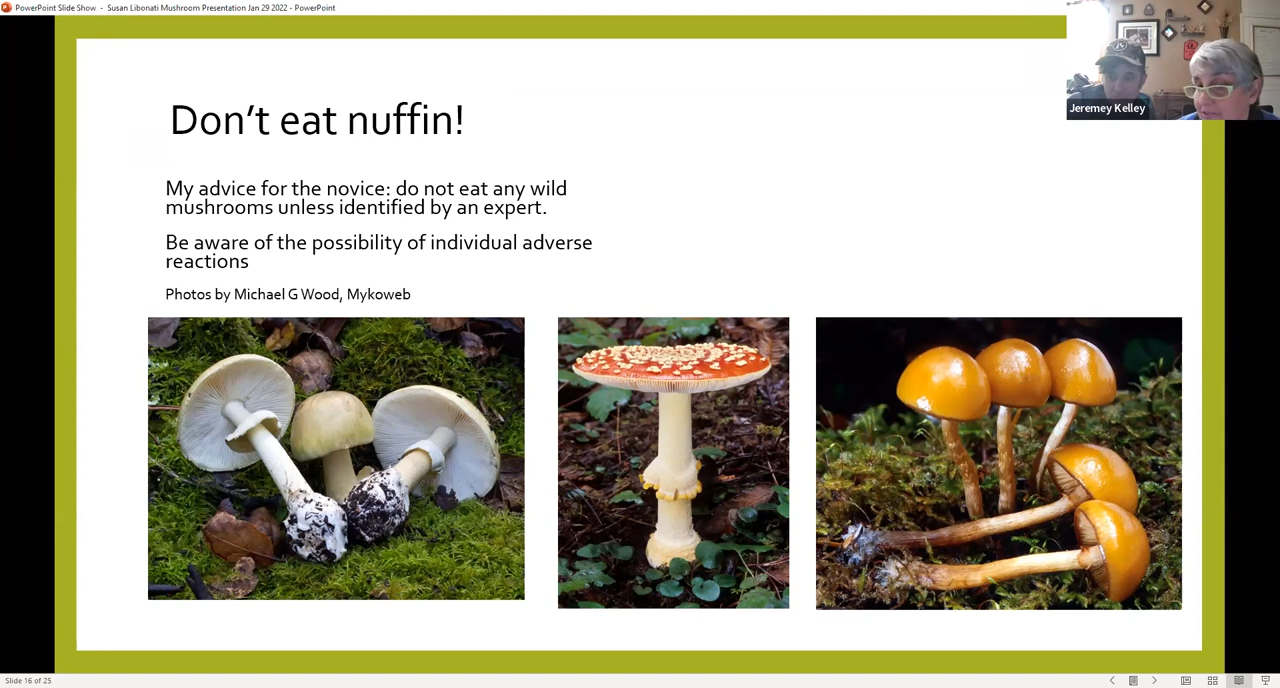 PowerPoint Slide Show - Susan Libonati Mushroom Presentation Jan 29 2022 - PowerPoint
Jeremey Kelley
Don't eat nuffin!
My advice for the novice: do not eat any wild
mushrooms unless identified by an expert.
Be aware of the possibility of individual adverse
reactions
Photos by Michael G Wood, Mykoweb
Slide 16 of 25